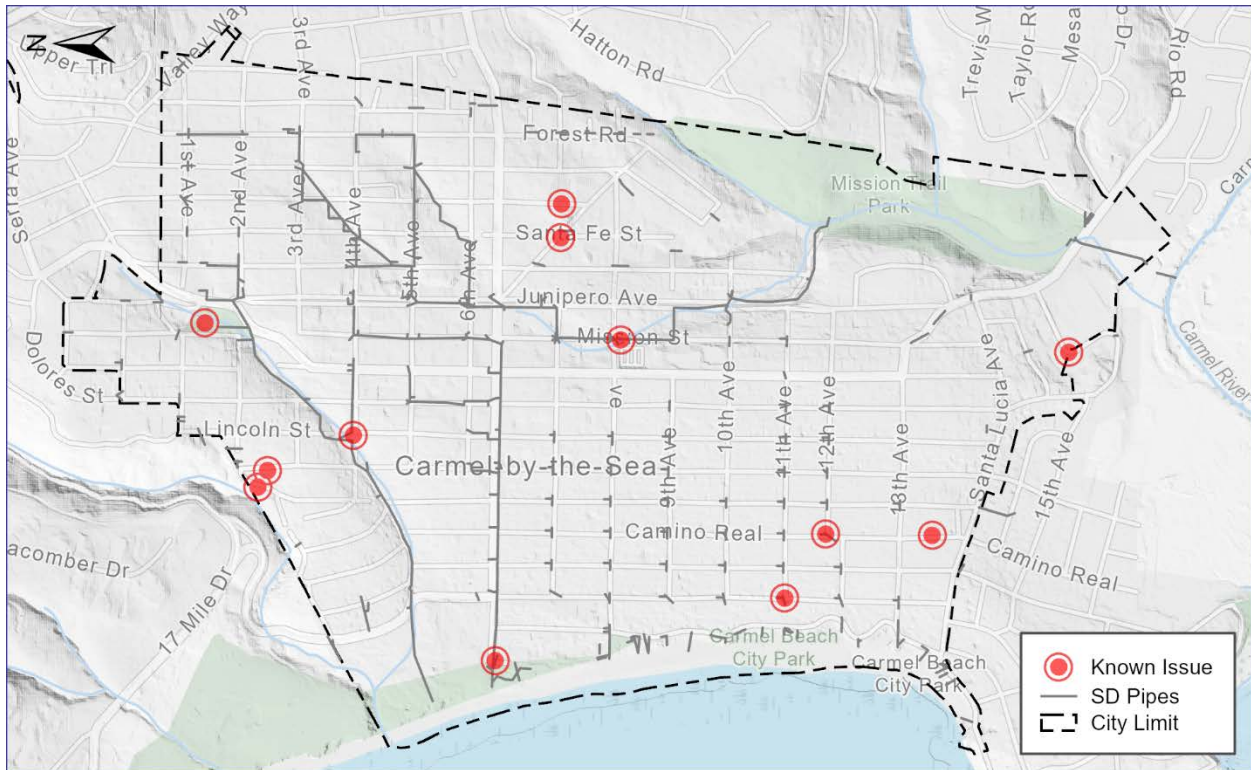 N
Upper Trl
Valley Way
3rd Ave
Hatton Rd
Trevis W
Taylor Rd
Mesa
o Dr
Rio Rd
Serra Ave
1st Ave
2nd Ave
3rd Ave
4th Ave
5th Ave
6th Ave
Forest Rd
Mission Trail
Park
Santa Fe St
Junipero Ave
Mission St
Carm
Carmel River
Dolores St
Lincoln St
Carmel-by-the-Sea
ve
9th Ave
10th Ave
11th Ave
12th Ave
13th Ave
Santa Lucia Ave
15th Ave
Camino Real
Camino Real
acomber Dr
17 Mile Dr
Carmel Beach
City Park
Carmel Beach
City Park
Known Issue
SD Pipes
City Limit